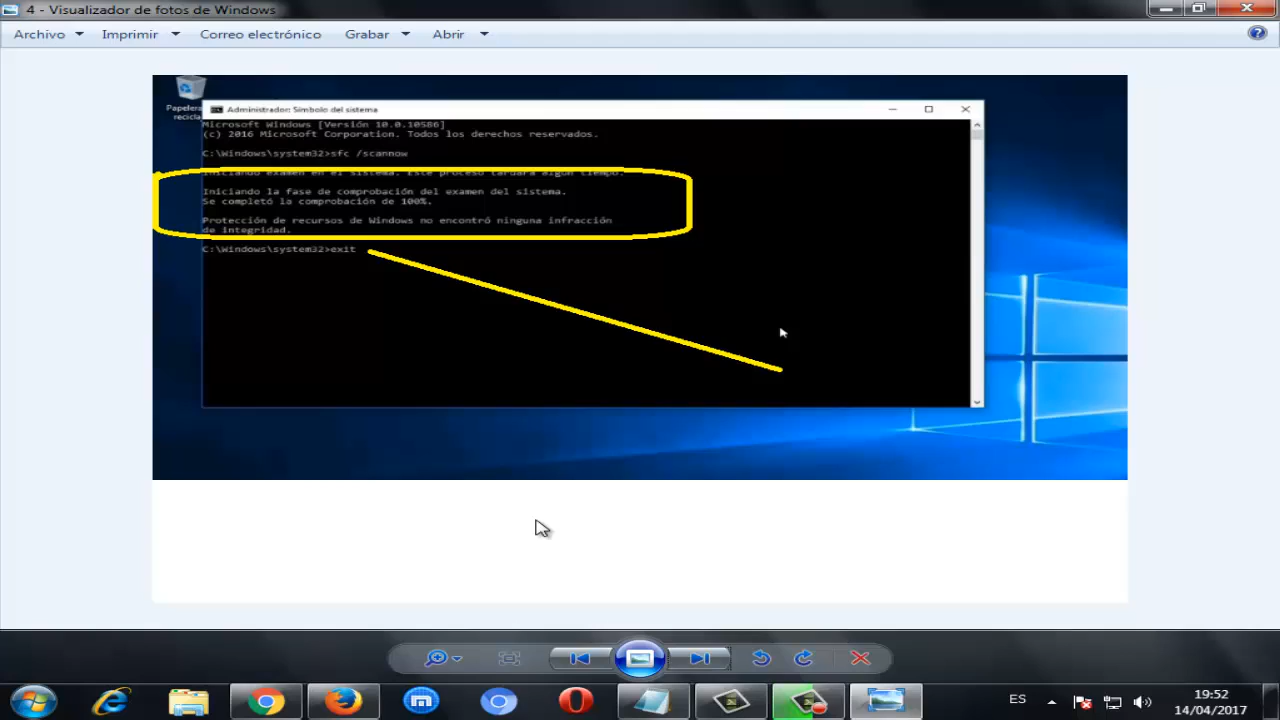 4 - Visualizador de fotos de Windows
Archivo Imprimir Correo electrónico Grabar Abrir
Papelera
recicla
Administrador: Símbolo del sistema
Microsoft Windows [Versión 10.0.10586]
(c) 2016 Microsoft Corporation. Todos los derechos reservados.
C:\Windows\system32>sfc /scannow
Iniciando examen en el sistema. Este proceso tardará algún tiempo.
Iniciando la fase de comprobación del examen del sistema.
Se completó la comprobación de 100%.
Protección de recursos de Windows no encontró ninguna infracción
de integridad.
C:\Windows\system32>exit
ES
19:52
14/04/2017